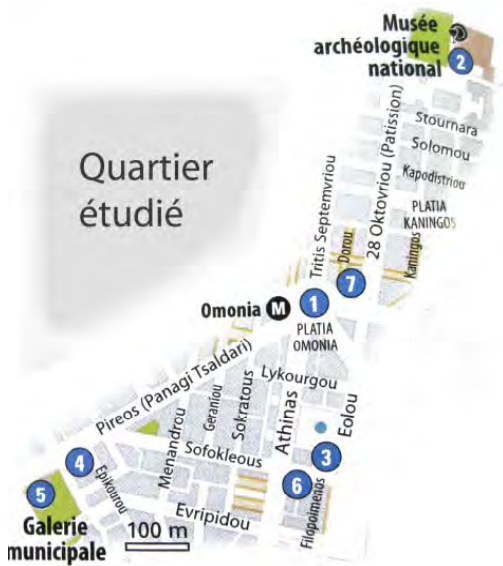 Musée
archéologique
national
2
Stournara
Solomou
Kapodistriou
PLATIA
KANINGOS
Kaningos
28 Oktovriou (Patission)
Tritis Septemvriou
Dorou
7
Quartier
étudié
Omonia M
1
PLATIA
OMONIA
Pireos (Panagi Tsaldari)
Lykourgou
Menandrou
Geraniou
Sokratous
Athinas
Eolou
Sofokleous
3
4
Epikourou
6
5
Evripidou
Filopoimenos
Galerie
municipale
100 m